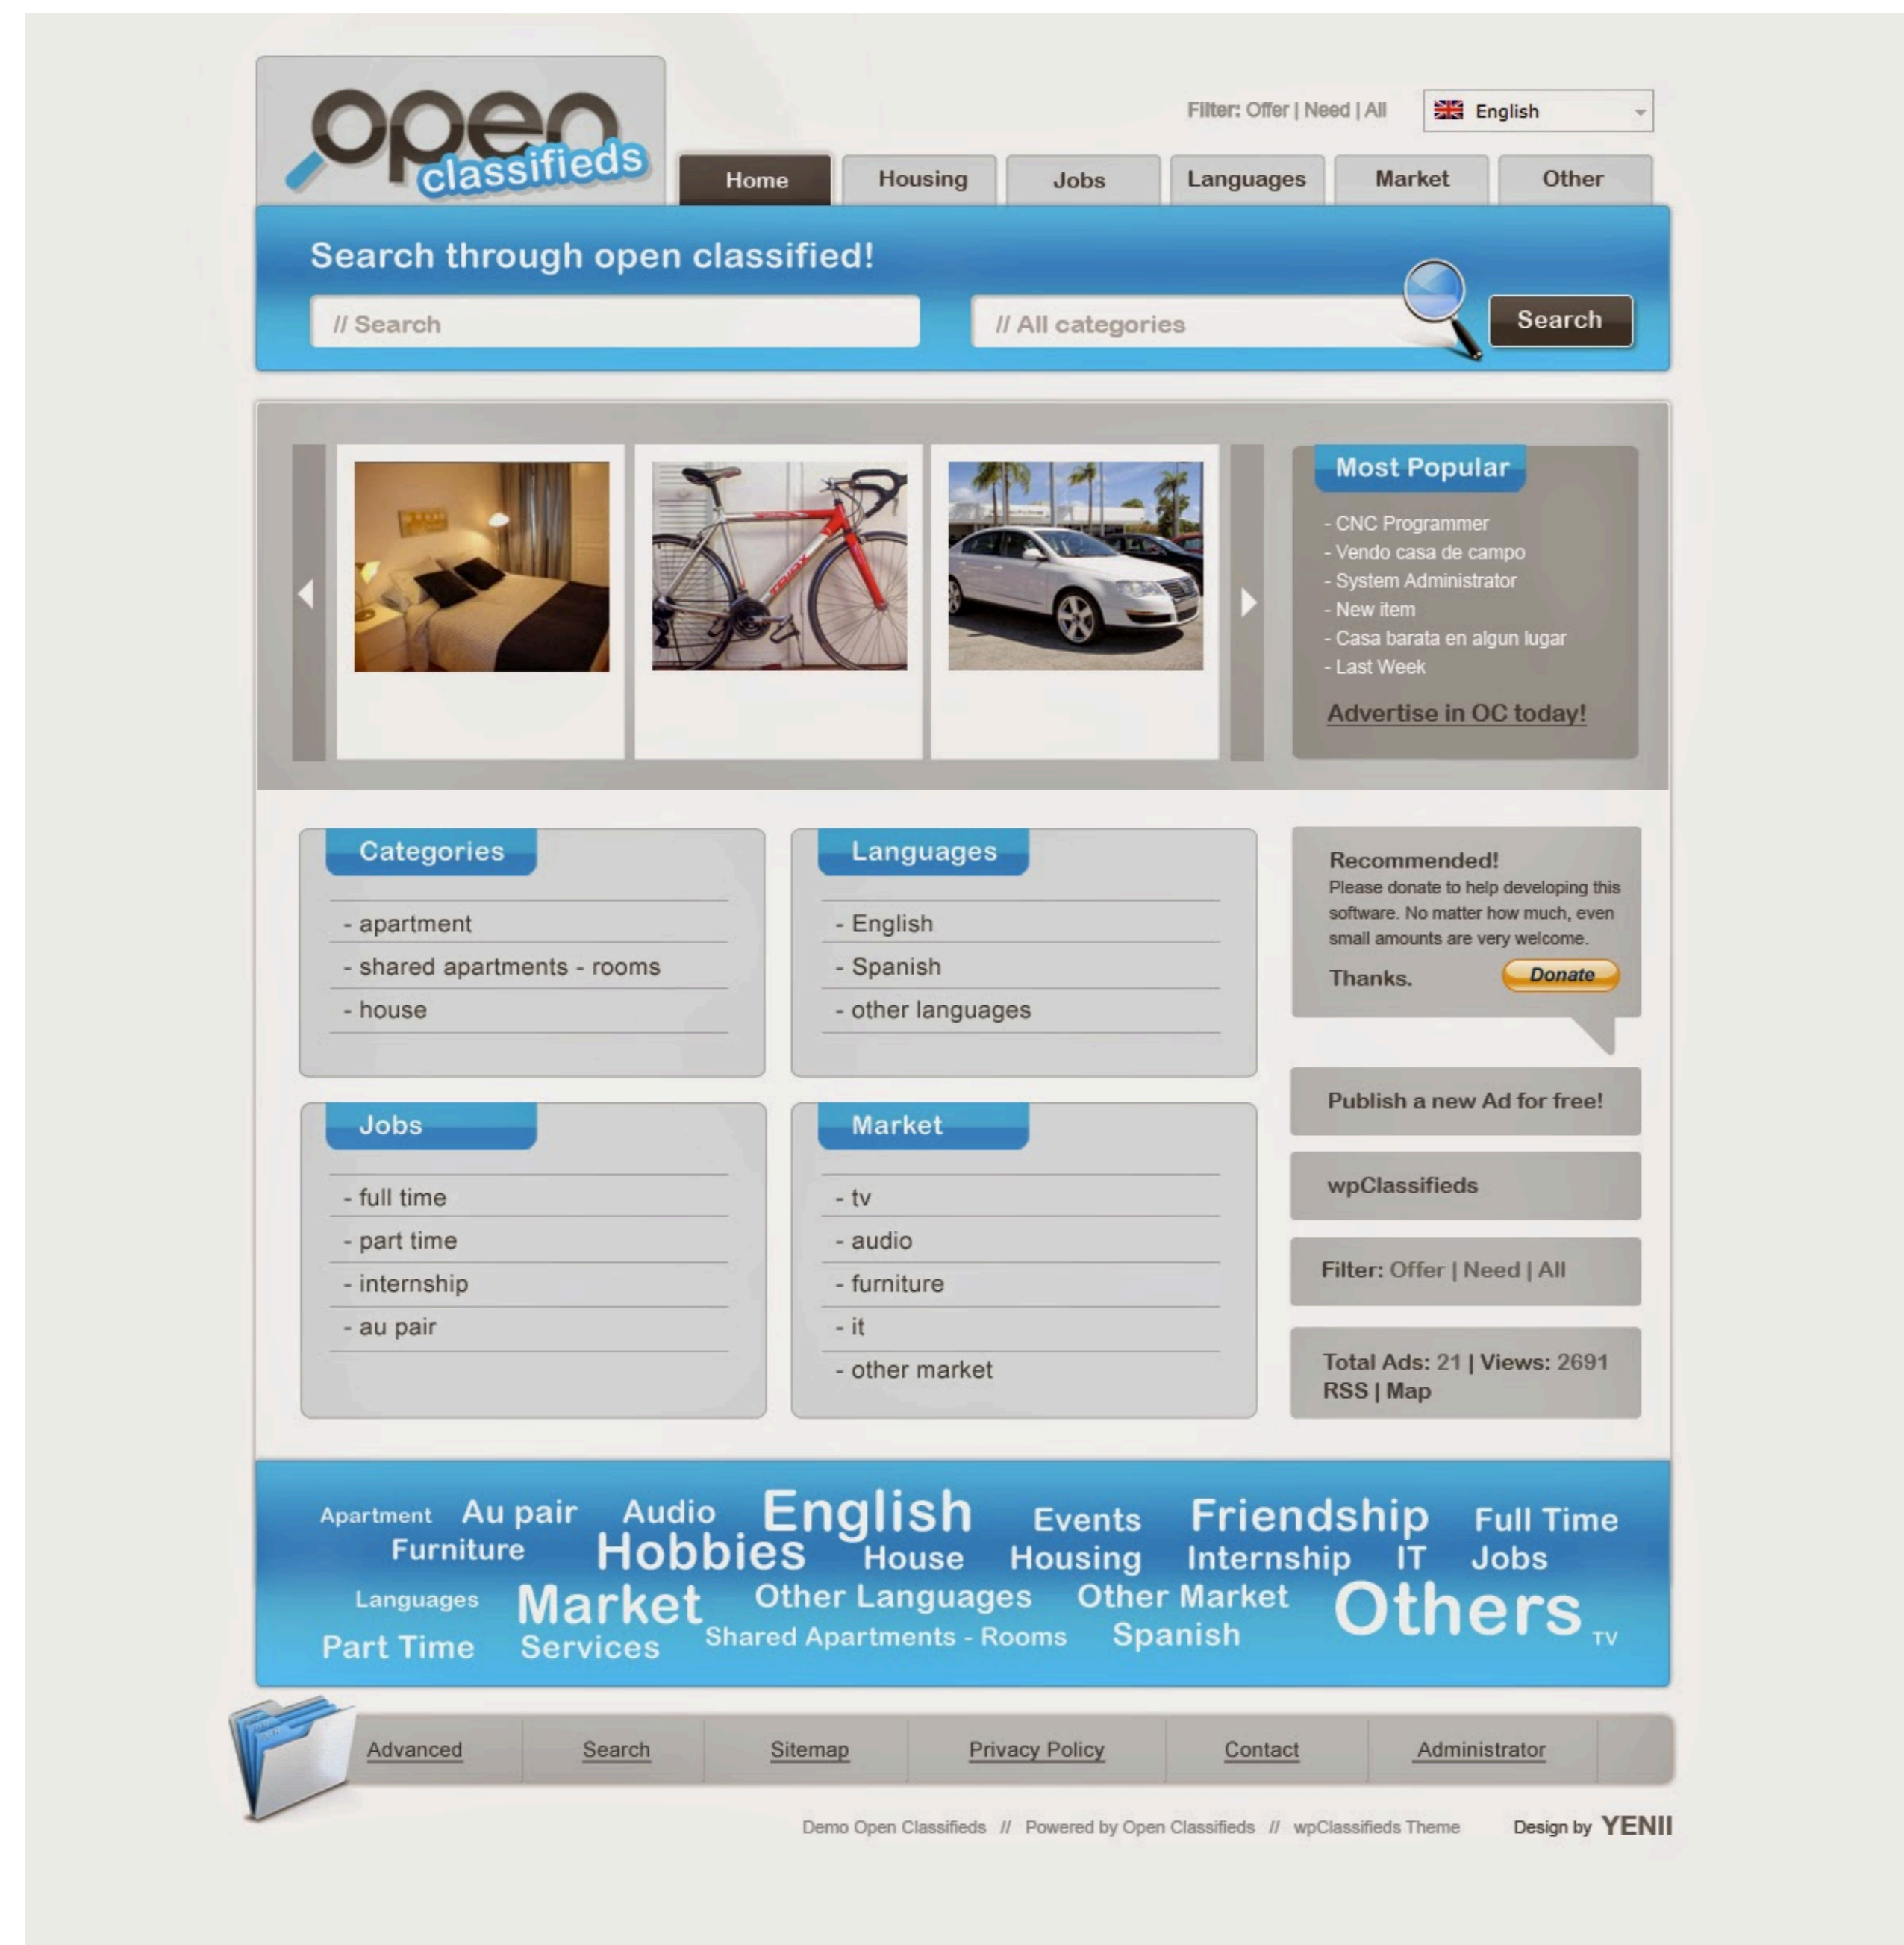 open
classifieds
Filter: Offer | Need | All
English
Home
Housing
Jobs
Languages
Market
Other
Search through open classified!
// Search
// All categories
Search
TRIAX
Most Popular
- CNC Programmer
- Vendo casa de campo
- System Administrator
- New item
- Casa barata en algun lugar
- Last Week
Advertise in OC today!
Categories
- apartment
- shared apartments - rooms
- house
Languages
- English
- Spanish
- other languages
Recommended!
Please donate to help developing this
software. No matter how much, even
small amounts are very welcome.
Thanks.
Donate
Jobs
- full time
- part time
- internship
- au pair
Market
- tv
- audio
- furniture
- it
- other market
Publish a new Ad for free!
wpClassifieds
Filter: Offer | Need | All
Total Ads: 21 | Views: 2691
RSS | Map
Apartment Au pair Audio English Events Friendship Full Time
Furniture Hobbies House Housing Internship IT Jobs
Languages Market Other Languages Other Market Others
Part Time Services Shared Apartments - Rooms Spanish TV
Advanced
Search
Sitemap
Privacy Policy
Contact
Administrator
Demo Open Classifieds // Powered by Open Classifieds // wpClassifieds Theme
Design by YENII